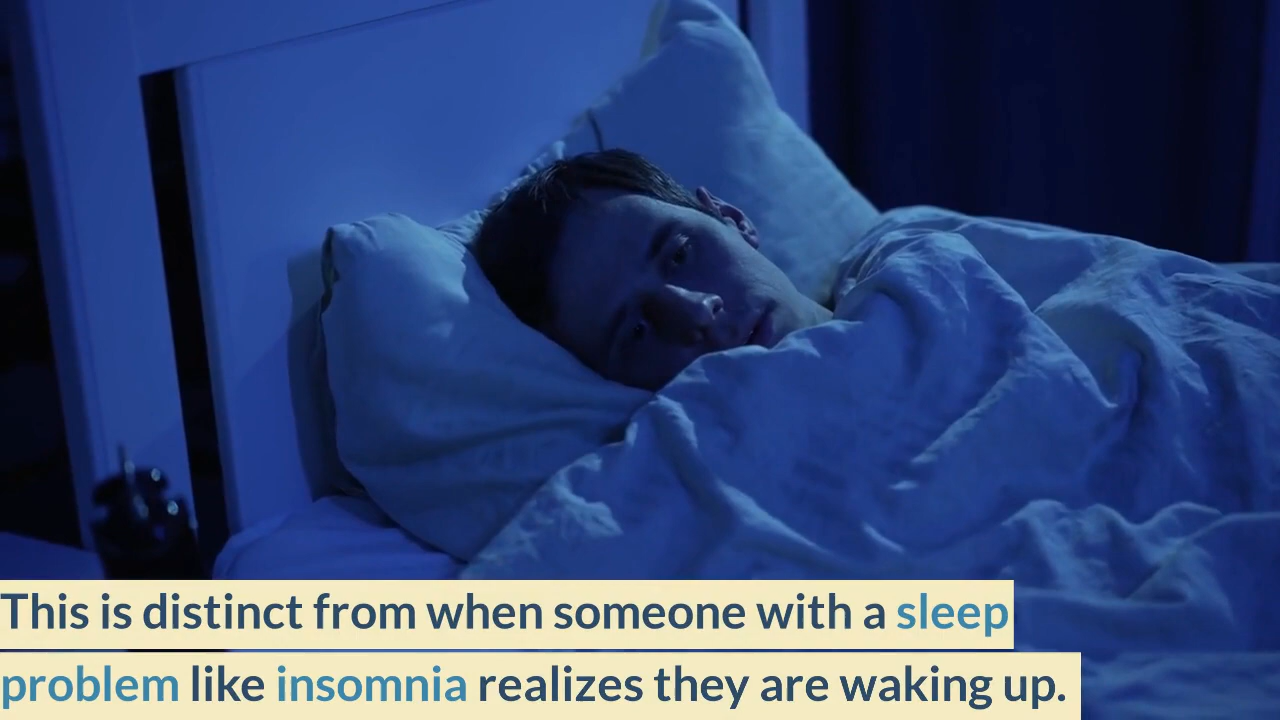 This is distinct from when someone with a sleep
problem like insomnia realizes they are waking up.